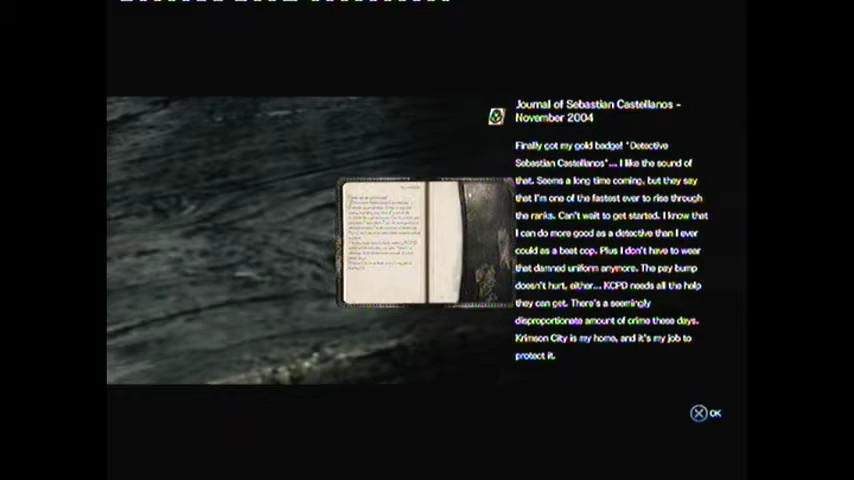 Journal of Sebastian Castellanos -
November 2004
Finally got my gold badge! "Detective
Sebastian Castellanos"... I like the sound of
that. Seems a long time coming, but they say
that I'm one of the fastest ever to rise through
the ranks. Can't wait to get started. I know that
I can do more good as a detective than I ever
could as a beat cop. Plus I don't have to wear
that damned uniform anymore. The pay bump
doesn't hurt, either... KCPD needs all the help
they can get. There's a seemingly
disproportionate amount of crime these days.
Krimson City is my home, and it's my job to
protect it.
OK